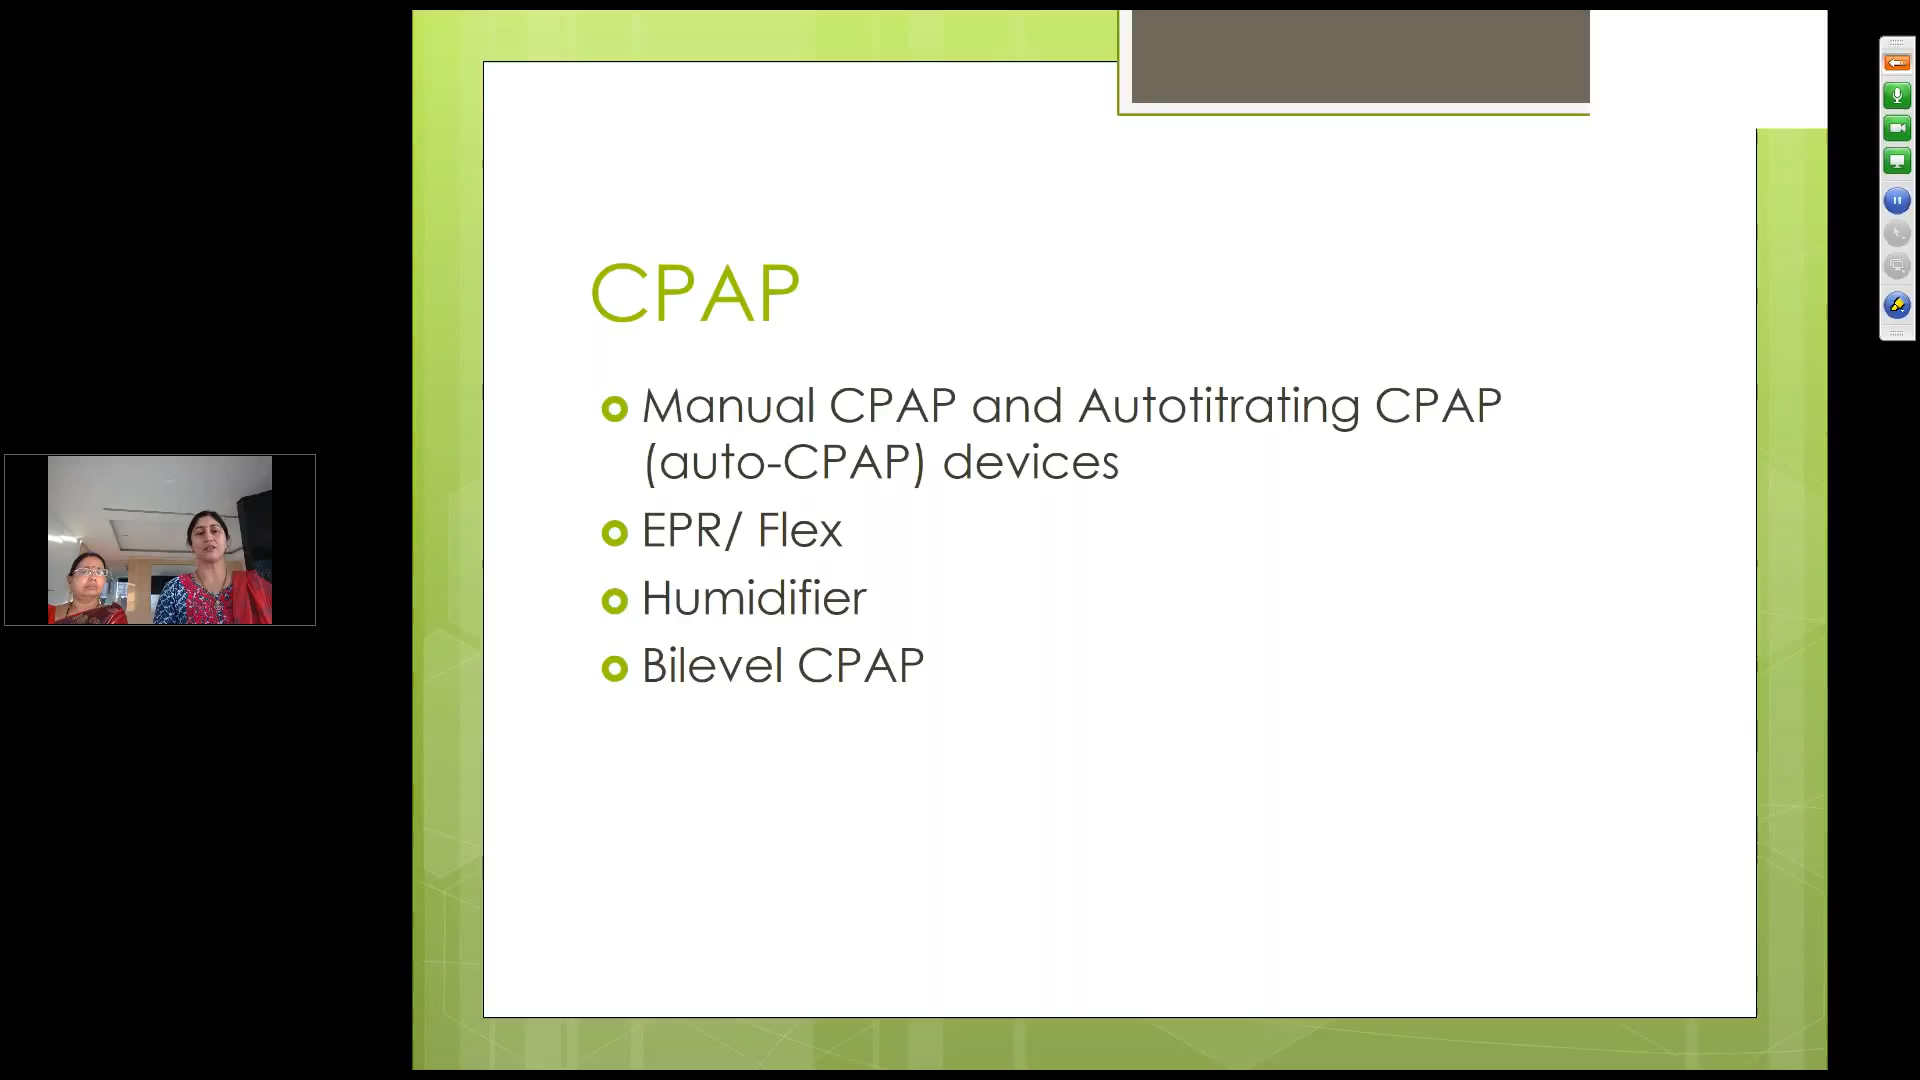 CPAP
Manual CPAP and Autotitrating CPAP
(auto-CPAP) devices
EPR/ Flex
Humidifier
Bilevel CPAP